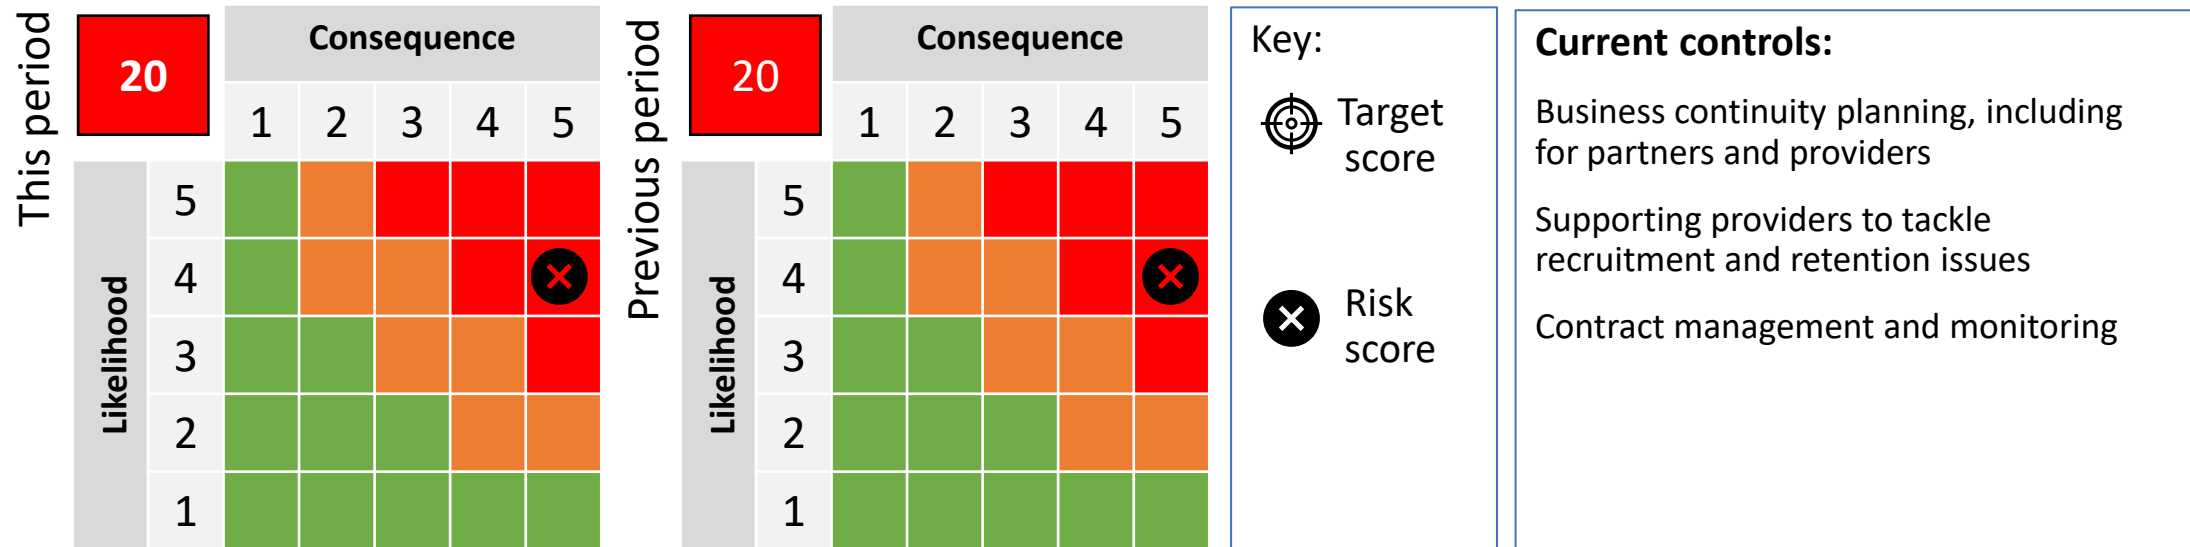 This period
20
Consequence
1 2 3 4 5
Likelihood
5
4
3
2
1
Previous period
20
Consequence
1 2 3 4 5
Likelihood
5
4
3
2
1
Key:
Target
score
Risk
score
Current controls:
Business continuity planning, including
for partners and providers
Supporting providers to tackle
recruitment and retention issues
Contract management and monitoring